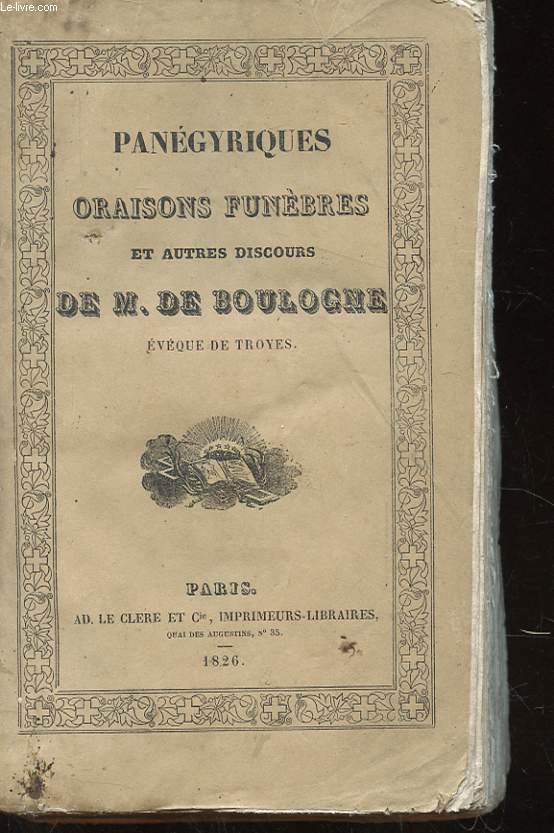 Le-livre.com
PANÉGYRIQUES
ORAISONS FUNÈBRES
ET AUTRES DISCOURS
DE M. DE BOULOGNE
ÉVÊQUE DE TROYES.
PARIS.
AD. LE CLERE ET Cie, IMPRIMEURS-LIBRAIRES,
QUAI DES AUGUSTINS, Nº 35.
1826.